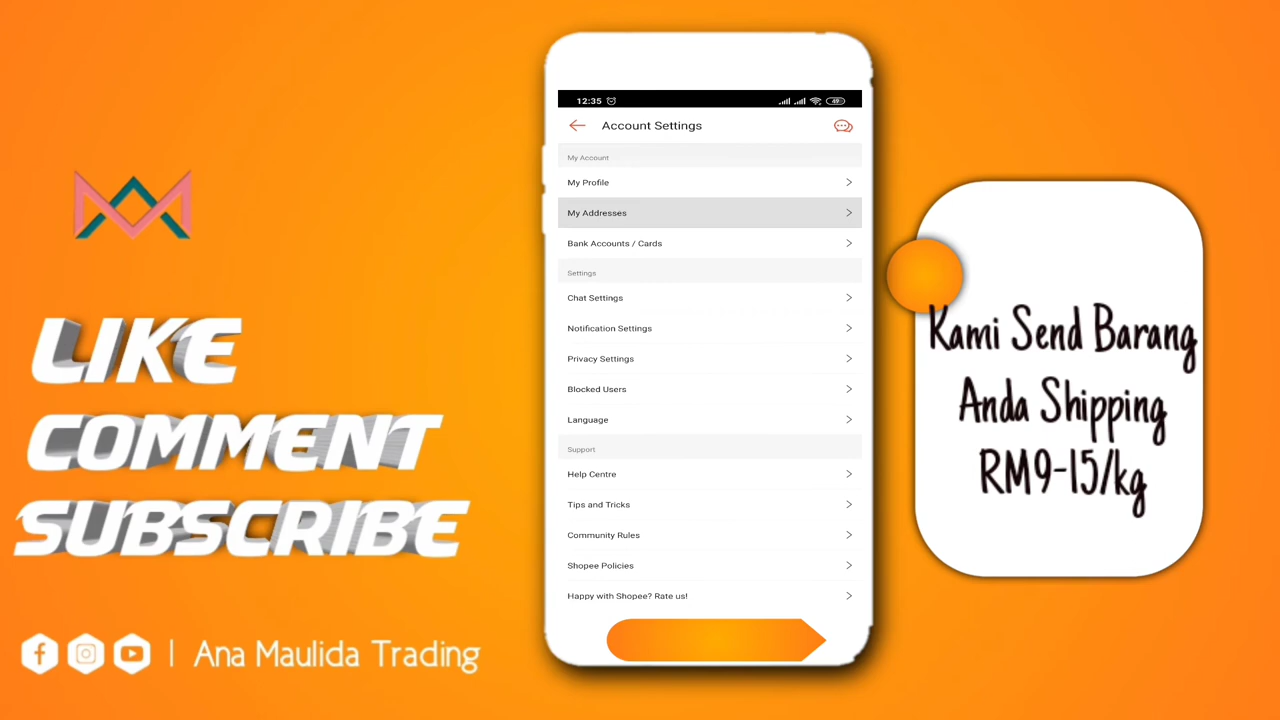 LIKE
COMMENT
SUBSCRIBE
| Ana Maulida Trading
12:35
49
Account Settings
My Account
My Profile
My Addresses
Bank Accounts / Cards
Settings
Chat Settings
Notification Settings
Privacy Settings
Blocked Users
Language
Support
Help Centre
Tips and Tricks
Community Rules
Shopee Policies
Happy with Shopee? Rate us!
Kami Send Barang
Anda Shipping
RM9-15/kg